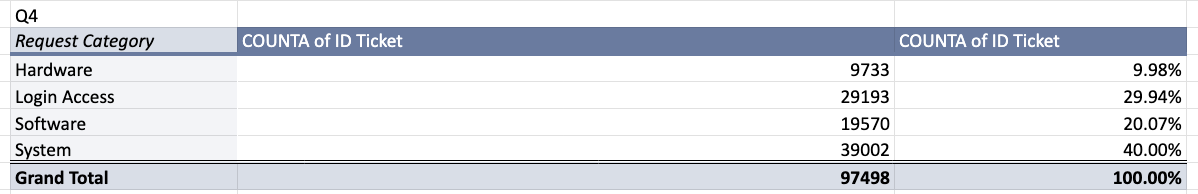 Q4
Request Category COUNTA of ID Ticket COUNTA of ID Ticket
Hardware 9733 9.98%
Login Access 29193 29.94%
Software 19570 20.07%
System 39002 40.00%
Grand Total 97498 100.00%